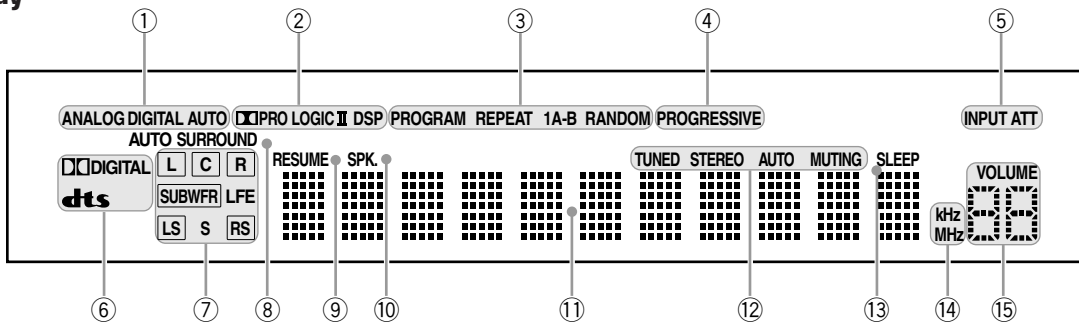 ① ② ③ ④ ⑤
ANALOG DIGITAL AUTO PRO LOGIC II DSP PROGRAM REPEAT 1A-B RANDOM PROGRESSIVE INPUT ATT
AUTO SURROUND
DIGITAL L C R RESUME SPK. TUNED STEREO AUTO MUTING SLEEP VOLUME
dts SUBWFR LFE
LS S RS kHz
MHz
⑥ ⑦ ⑧ ⑨ ⑩ ⑪ ⑫ ⑬ ⑭ ⑮